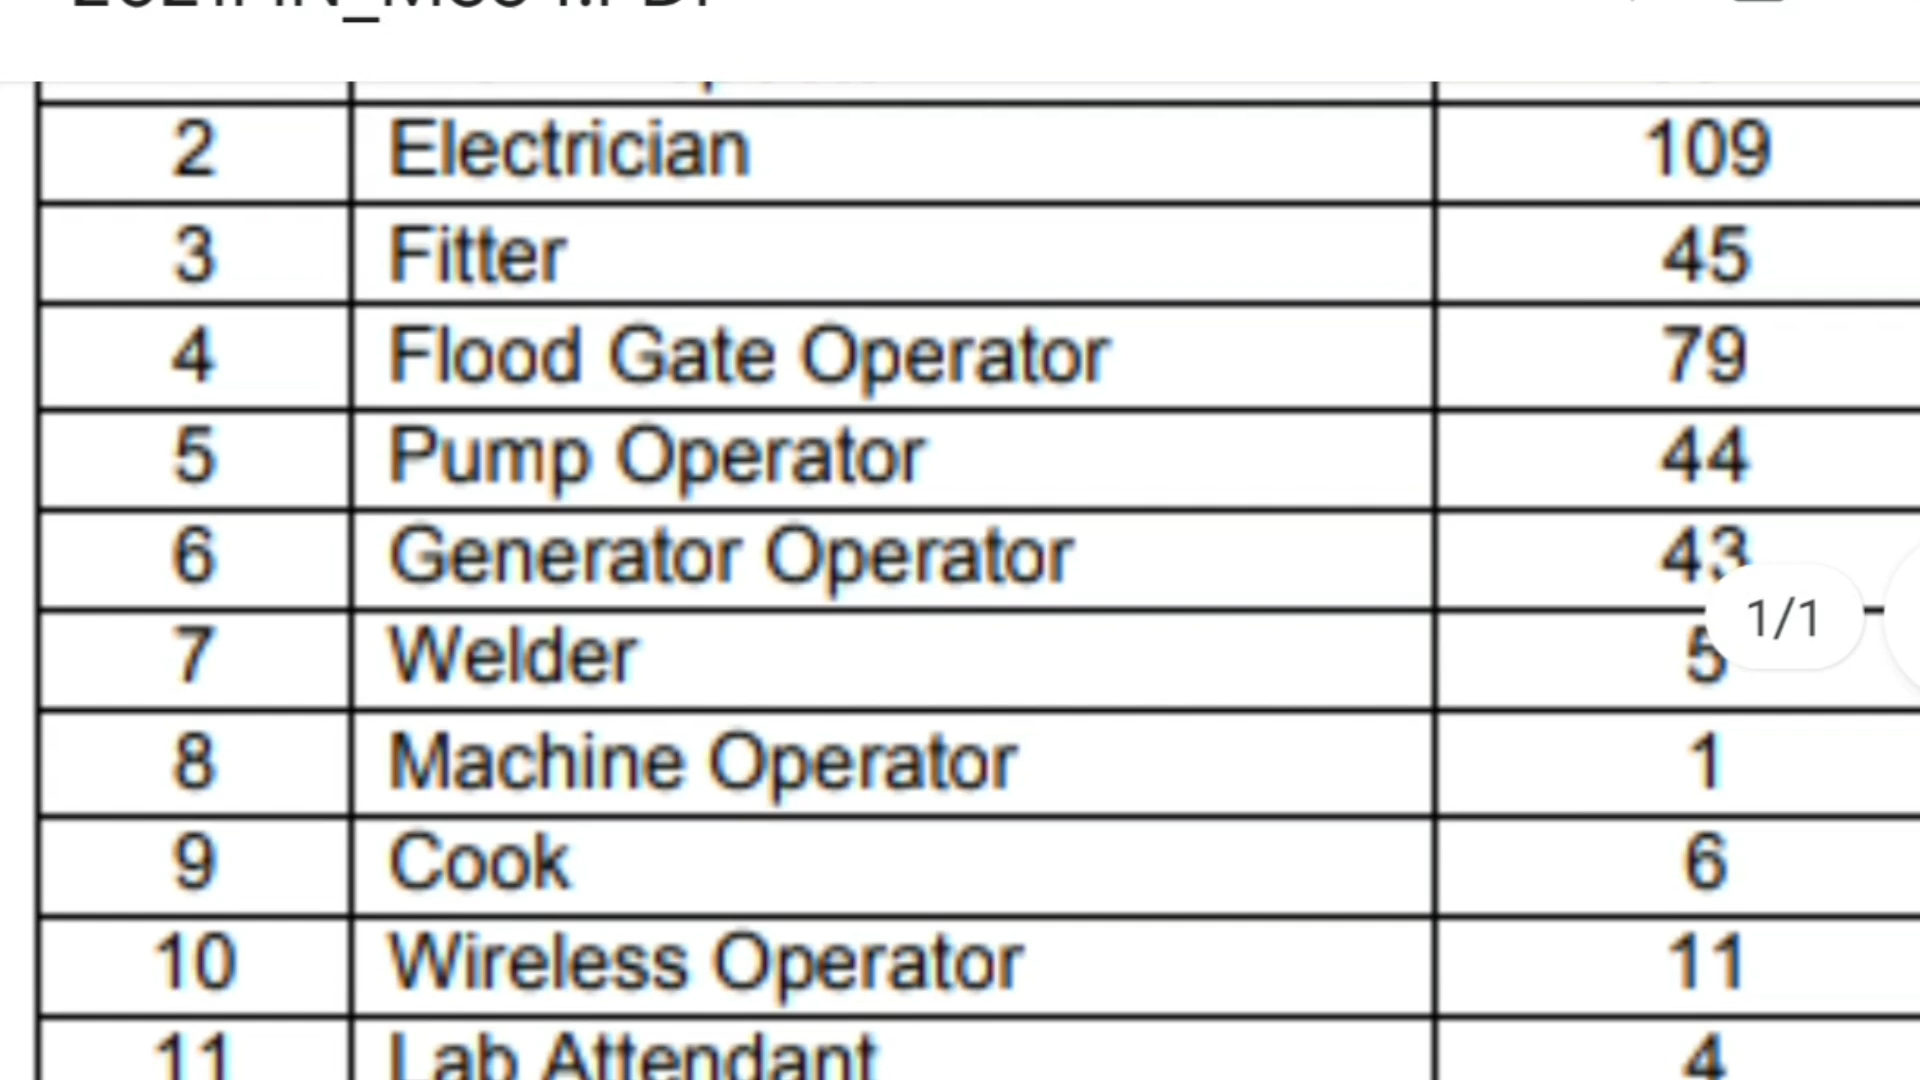 2 Electrician 109
3 Fitter 45
4 Flood Gate Operator 79
5 Pump Operator 44
6 Generator Operator 43
1/1
7 Welder 5
8 Machine Operator 1
9 Cook 6
10 Wireless Operator 11
11 Lab Attendant 4